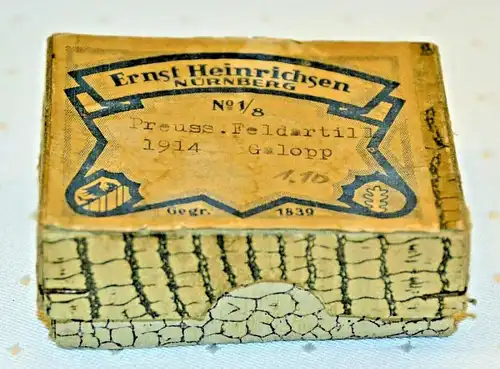 Ernst Heinrichsen
NÜRNBERG
No 1/8
Preuss. Feldartill
1914 Galopp
1.10
Gegr. 1839